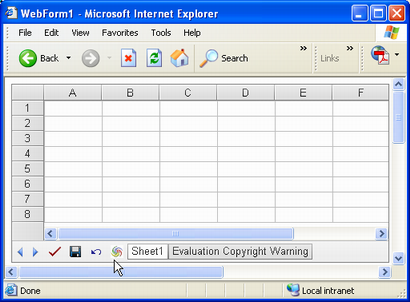 WebForm1 - Microsoft Internet Explorer
File Edit View Favorites Tools Help
Back Search » Links »
A B C D E F
1
2
3
4
5
6
7
8
Sheet1 Evaluation Copyright Warning
Done Local intranet